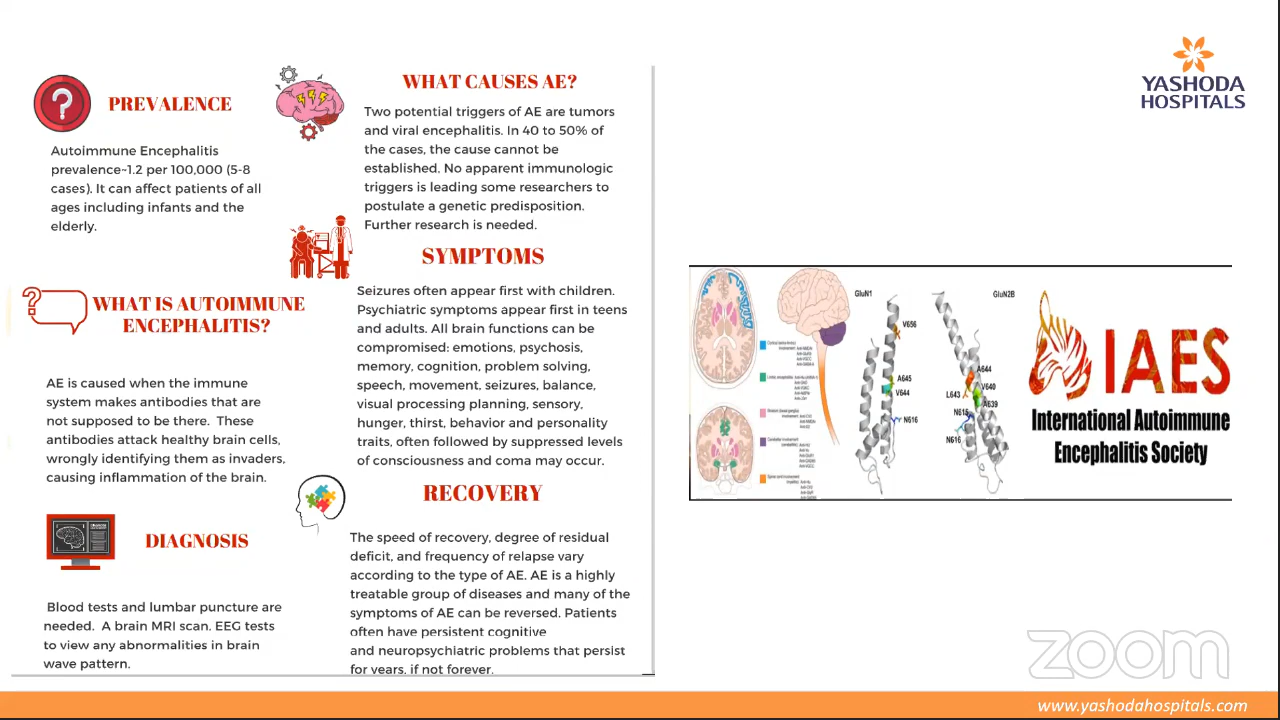 YASHODA
HOSPITALS
PREVALENCE
Autoimmune Encephalitis
prevalence~1.2 per 100,000 (5-8
cases). It can affect patients of all
ages including infants and the
elderly.
WHAT IS AUTOIMMUNE
ENCEPHALITIS?
AE is caused when the immune
system makes antibodies that are
not supposed to be there. These
antibodies attack healthy brain cells,
wrongly identifying them as invaders,
causing inflammation of the brain.
DIAGNOSIS
Blood tests and lumbar puncture are
needed. A brain MRI scan. EEG tests
to view any abnormalities in brain
wave pattern.
WHAT CAUSES AE?
Two potential triggers of AE are tumors
and viral encephalitis. In 40 to 50% of
the cases, the cause cannot be
established. No apparent immunologic
triggers is leading some researchers to
postulate a genetic predisposition.
Further research is needed.
SYMPTOMS
Seizures often appear first with children.
Psychiatric symptoms appear first in teens
and adults. All brain functions can be
compromised: emotions, psychosis,
memory, cognition, problem solving,
speech, movement, seizures, balance,
visual processing planning, sensory,
hunger, thirst, behavior and personality
traits, often followed by suppressed levels
of consciousness and coma may occur.
RECOVERY
The speed of recovery, degree of residual
deficit, and frequency of relapse vary
according to the type of AE. AE is a highly
treatable group of diseases and many of the
symptoms of AE can be reversed. Patients
often have persistent cognitive
and neuropsychiatric problems that persist
for years, if not forever.
GluN1
V656
A645
V644
N616
GluN2B
A644
V640
L643
A639
N615
N616
IAES
International Autoimmune
Encephalitis Society
zoom
www.yashodahospitals.com